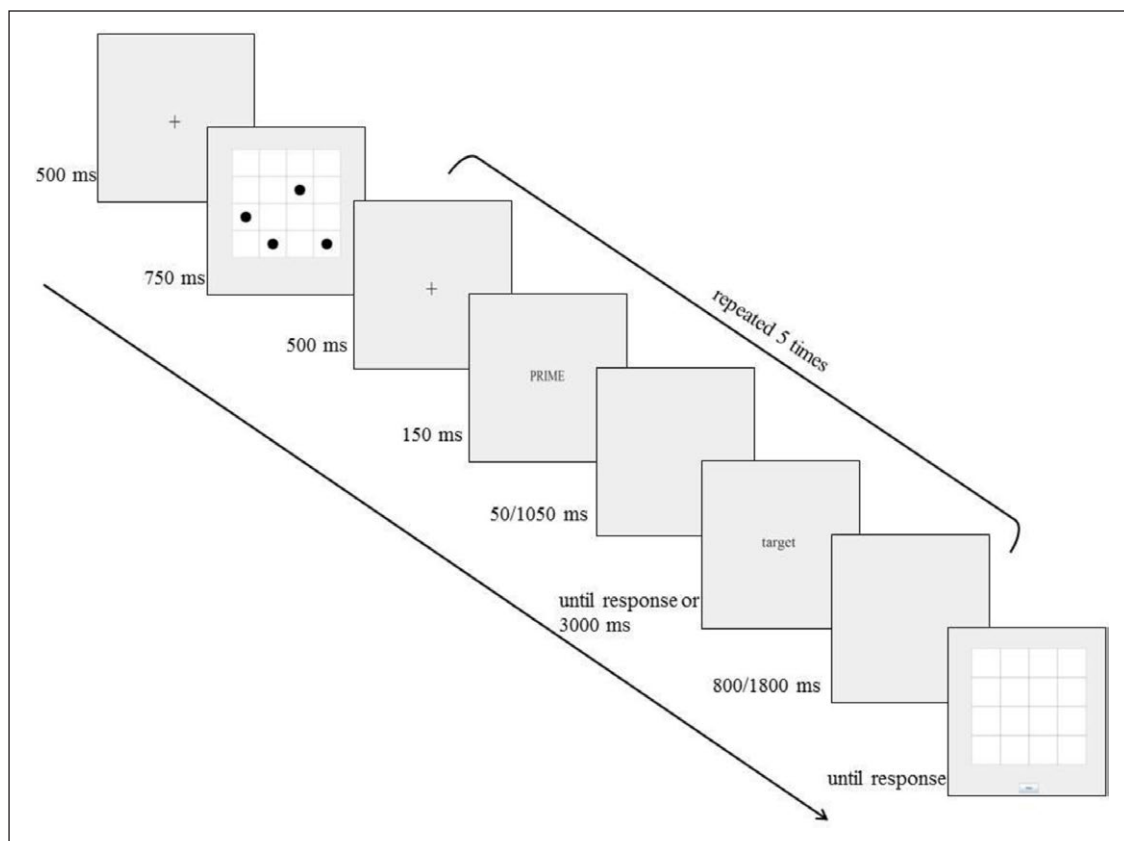 500 ms
750 ms
500 ms
PRIME
150 ms
50/1050 ms
target
until response or
3000 ms
800/1800 ms
until response
repeated 5 times